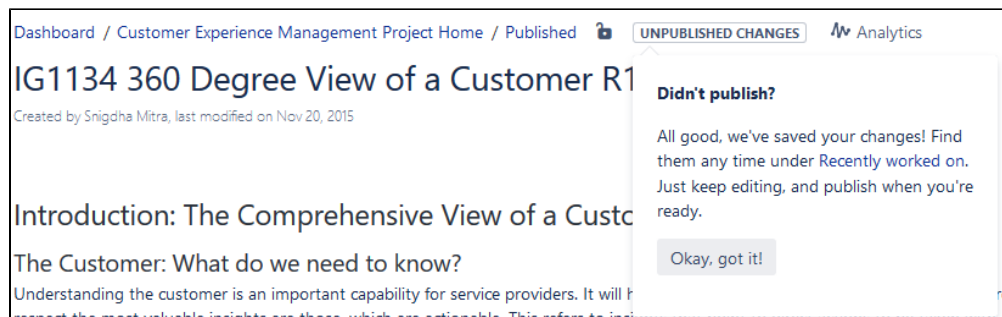 Dashboard / Customer Experience Management Project Home / Published UNPUBLISHED CHANGES Analytics
IG1134 360 Degree View of a Customer R1
Created by Snigdha Mitra, last modified on Nov 20, 2015
Didn't publish?
All good, we've saved your changes! Find
them any time under Recently worked on.
Just keep editing, and publish when you're
ready.
Okay, got it!
Introduction: The Comprehensive View of a Custo
The Customer: What do we need to know?
Understanding the customer is an important capability for service providers. It will